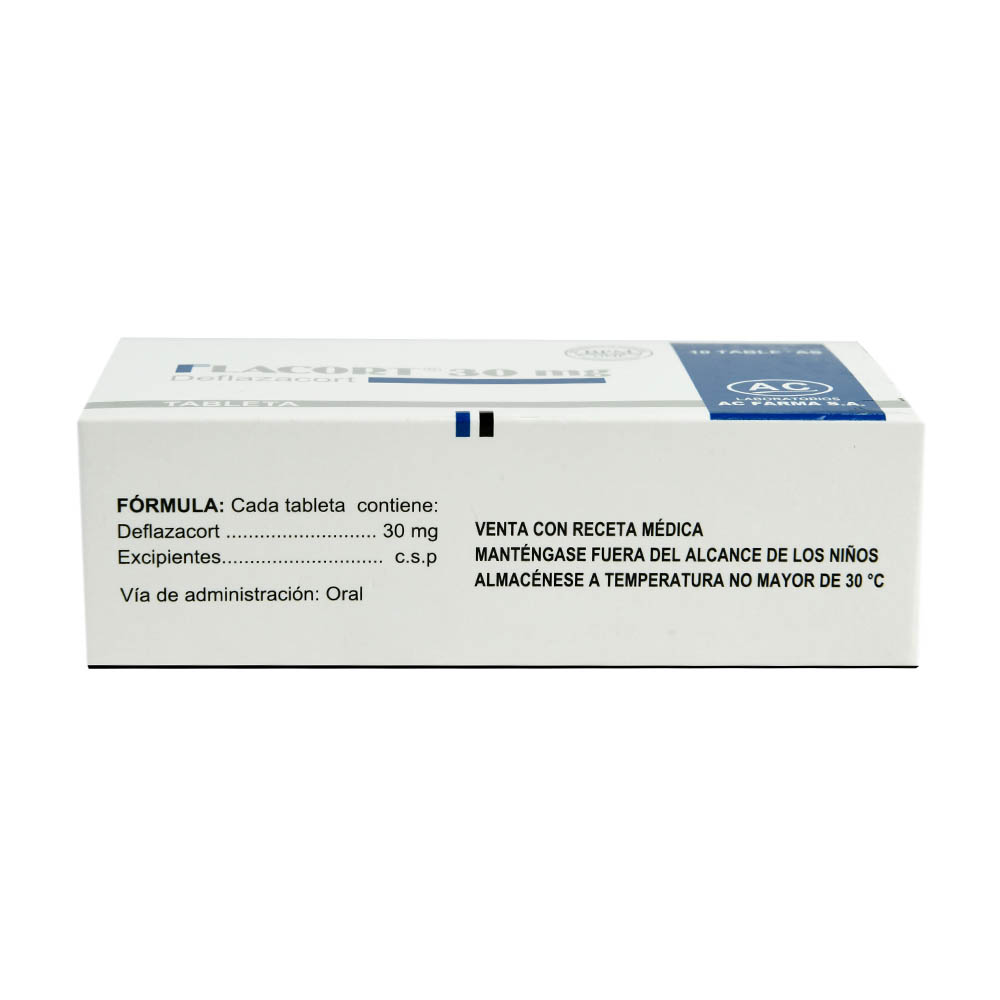 FLACORT® 30 mg
Deflazacort
TABLETA
10 TABLETAS
AC
LABORATORIOS
AC FARMA S.A.
FÓRMULA: Cada tableta contiene:
Deflazacort ........................... 30 mg
Excipientes............................. c.s.p
Vía de administración: Oral
VENTA CON RECETA MÉDICA
MANTÉNGASE FUERA DEL ALCANCE DE LOS NIÑOS
ALMACÉNESE A TEMPERATURA NO MAYOR DE 30 °C